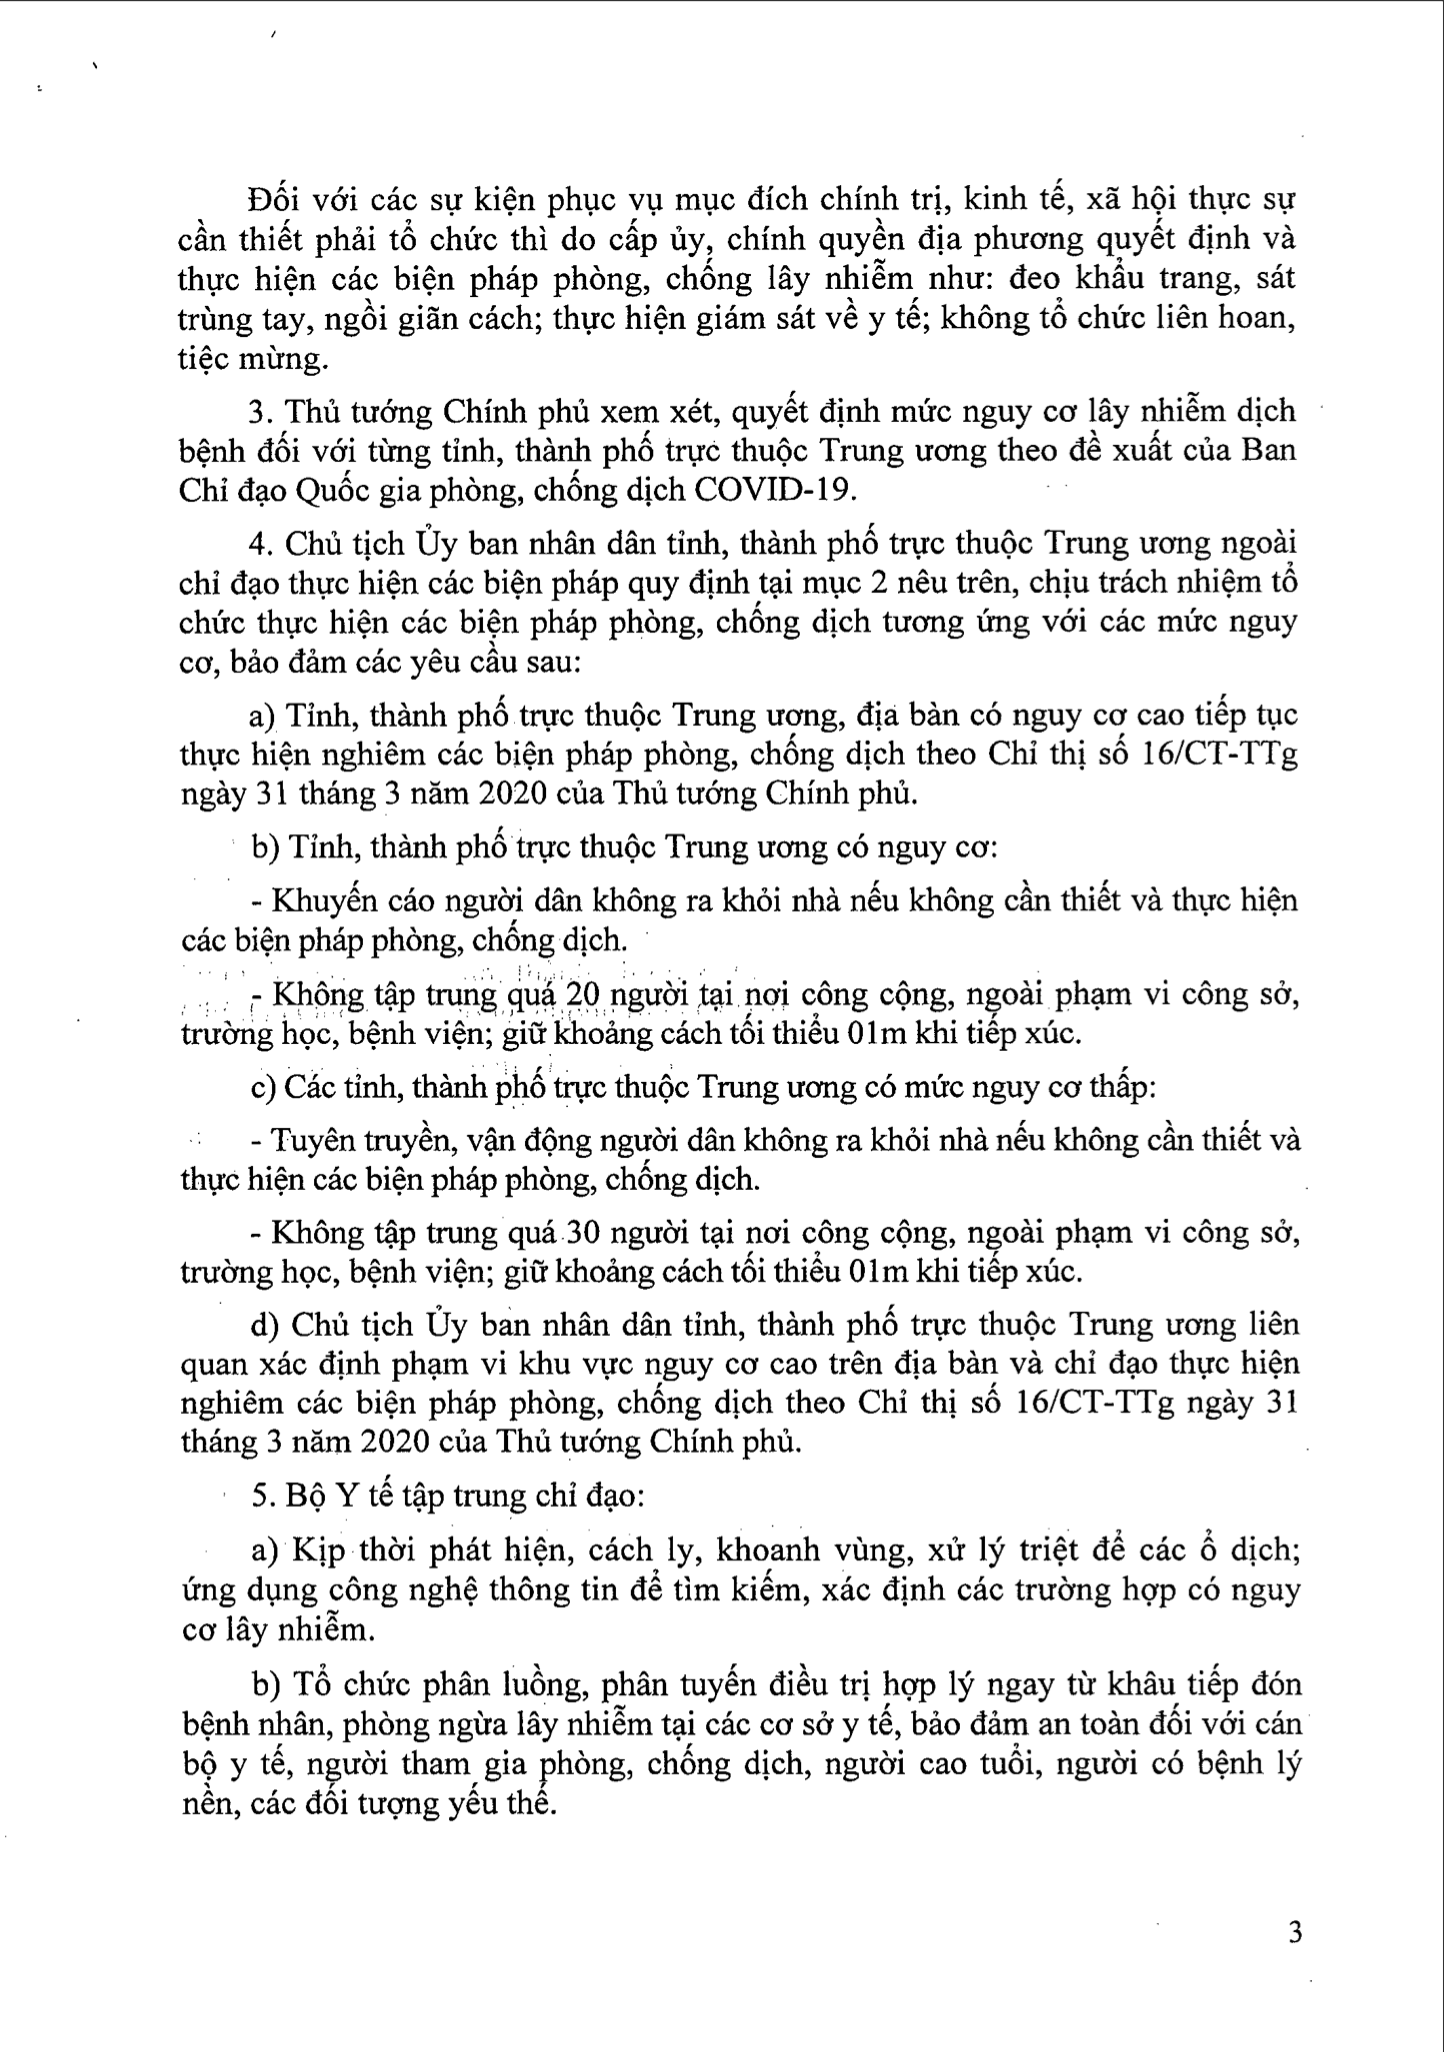 Đối với các sự kiện phục vụ mục đích chính trị, kinh tế, xã hội thực sự
cần thiết phải tổ chức thì do cấp ủy, chính quyền địa phương quyết định và
thực hiện các biện pháp phòng, chống lây nhiễm như: đeo khẩu trang, sát
trùng tay, ngồi giãn cách; thực hiện giám sát về y tế; không tổ chức liên hoan,
tiệc mừng.
3. Thủ tướng Chính phủ xem xét, quyết định mức nguy cơ lây nhiễm dịch
bệnh đối với từng tỉnh, thành phố trực thuộc Trung ương theo đề xuất của Ban
Chỉ đạo Quốc gia phòng, chống dịch COVID-19.
4. Chủ tịch Ủy ban nhân dân tỉnh, thành phố trực thuộc Trung ương ngoài
chỉ đạo thực hiện các biện pháp quy định tại mục 2 nêu trên, chịu trách nhiệm tổ
chức thực hiện các biện pháp phòng, chống dịch tương ứng với các mức nguy
cơ, bảo đảm các yêu cầu sau:
a) Tỉnh, thành phố trực thuộc Trung ương, địa bàn có nguy cơ cao tiếp tục
thực hiện nghiêm các biện pháp phòng, chống dịch theo Chỉ thị số 16/CT-TTg
ngày 31 tháng 3 năm 2020 của Thủ tướng Chính phủ.
b) Tỉnh, thành phố trực thuộc Trung ương có nguy cơ:
- Khuyến cáo người dân không ra khỏi nhà nếu không cần thiết và thực hiện
các biện pháp phòng, chống dịch.
- Không tập trung quá 20 người tại nơi công cộng, ngoài phạm vi công sở,
trường học, bệnh viện; giữ khoảng cách tối thiểu 01m khi tiếp xúc.
c) Các tỉnh, thành phố trực thuộc Trung ương có mức nguy cơ thấp:
- Tuyên truyền, vận động người dân không ra khỏi nhà nếu không cần thiết và
thực hiện các biện pháp phòng, chống dịch.
- Không tập trung quá 30 người tại nơi công cộng, ngoài phạm vi công sở,
trường học, bệnh viện; giữ khoảng cách tối thiểu 01m khi tiếp xúc.
d) Chủ tịch Ủy ban nhân dân tỉnh, thành phố trực thuộc Trung ương liên
quan xác định phạm vi khu vực nguy cơ cao trên địa bàn và chỉ đạo thực hiện
nghiêm các biện pháp phòng, chống dịch theo Chỉ thị số 16/CT-TTg ngày 31
tháng 3 năm 2020 của Thủ tướng Chính phủ.
5. Bộ Y tế tập trung chỉ đạo:
a) Kịp thời phát hiện, cách ly, khoanh vùng, xử lý triệt để các ổ dịch;
ứng dụng công nghệ thông tin để tìm kiếm, xác định các trường hợp có nguy
cơ lây nhiễm.
b) Tổ chức phân luồng, phân tuyến điều trị hợp lý ngay từ khâu tiếp đón
bệnh nhân, phòng ngừa lây nhiễm tại các cơ sở y tế, bảo đảm an toàn đối với cán
bộ y tế, người tham gia phòng, chống dịch, người cao tuổi, người có bệnh lý
nền, các đối tượng yếu thế.
3